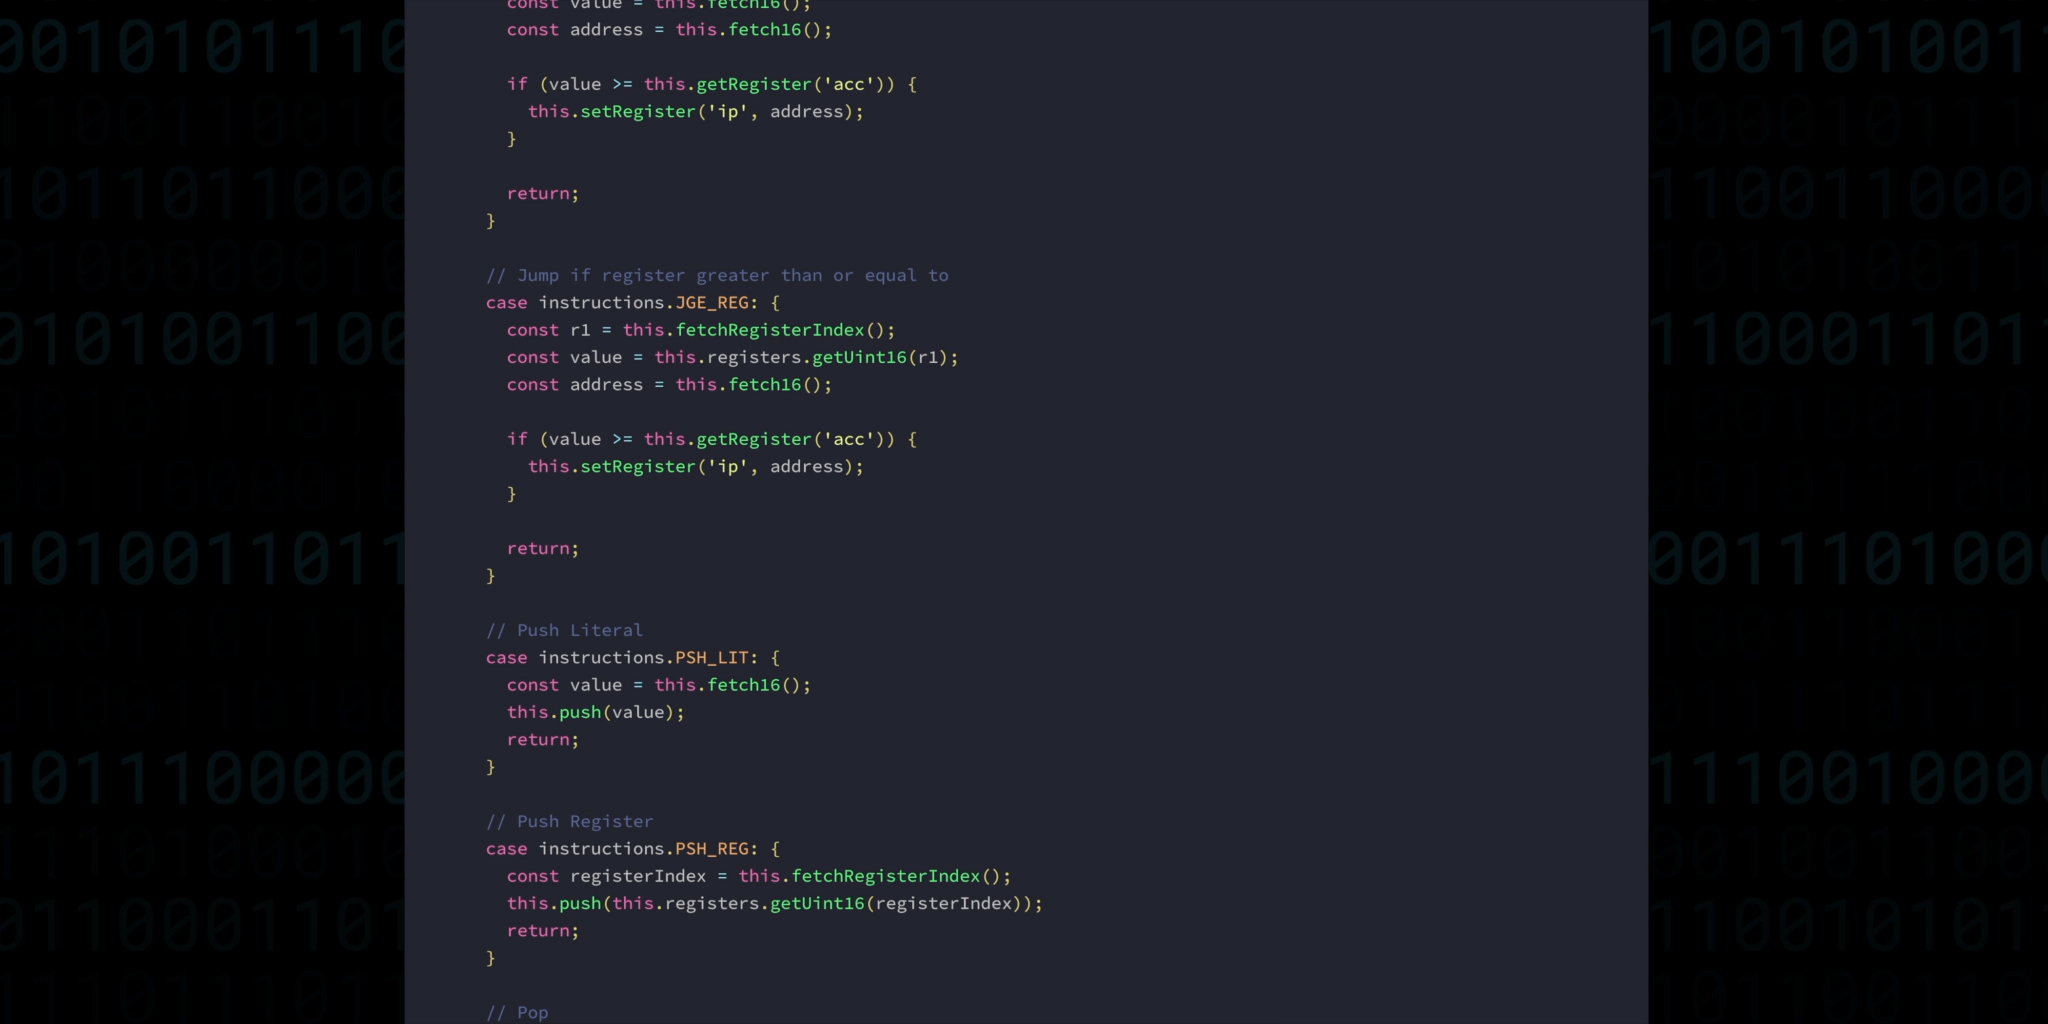 const value = this.fetch16();
const address = this.fetch16();
if (value >= this.getRegister('acc')) {
this.setRegister('ip', address);
}
return;
}
// Jump if register greater than or equal to
case instructions.JGE_REG: {
const r1 = this.fetchRegisterIndex();
const value = this.registers.getUint16(r1);
const address = this.fetch16();
if (value >= this.getRegister('acc')) {
this.setRegister('ip', address);
}
return;
}
// Push Literal
case instructions.PSH_LIT: {
const value = this.fetch16();
this.push(value);
return;
}
// Push Register
case instructions.PSH_REG: {
const registerIndex = this.fetchRegisterIndex();
this.push(this.registers.getUint16(registerIndex));
return;
}
// Pop